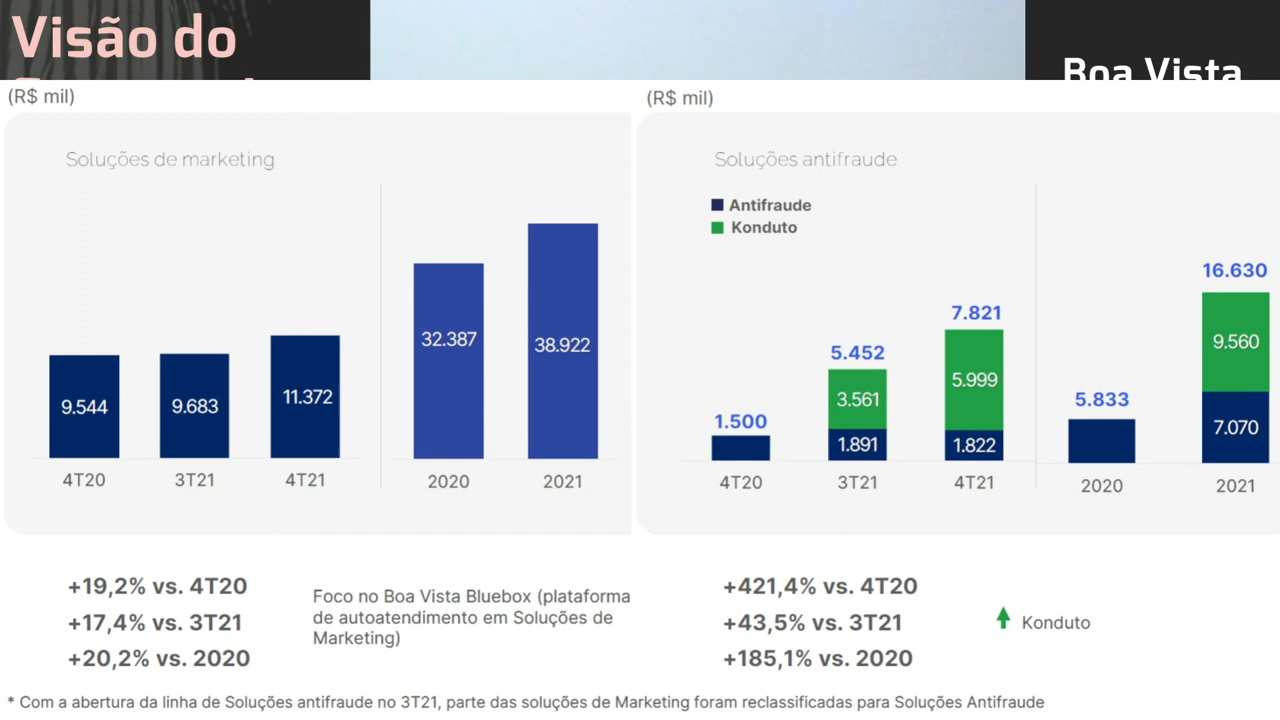 Visão do
Boa Vista
(R$ mil)
Soluções de marketing
9.544
9.683
11.372
32.387
38.922
4T20
3T21
4T21
2020
2021
+19,2% vs. 4T20
+17,4% vs. 3T21
+20,2% vs. 2020
Foco no Boa Vista Bluebox (plataforma
de autoatendimento em Soluções de
Marketing)
(R$ mil)
Soluções antifraude
Antifraude
Konduto
1.500
5.452
3.561
1.891
7.821
5.999
1.822
5.833
16.630
9.560
7.070
4T20
3T21
4T21
2020
2021
+421,4% vs. 4T20
+43,5% vs. 3T21
+185,1% vs. 2020
Konduto
* Com a abertura da linha de Soluções antifraude no 3T21, parte das soluções de Marketing foram reclassificadas para Soluções Antifraude